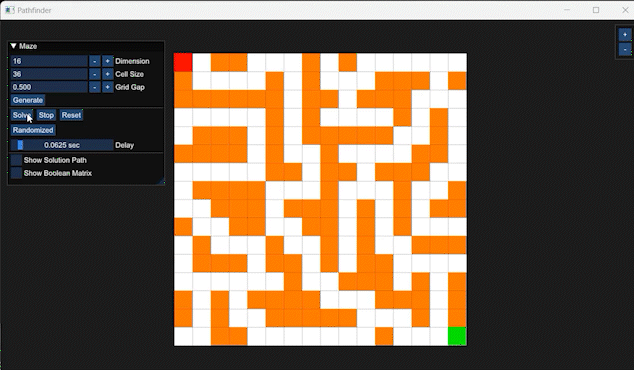 Pathfinder
Maze
16 - + Dimension
36 - + Cell Size
0.500 - + Grid Gap
Generate
Solve Stop Reset
Randomized
0.0625 sec Delay
Show Solution Path
Show Boolean Matrix
+
-